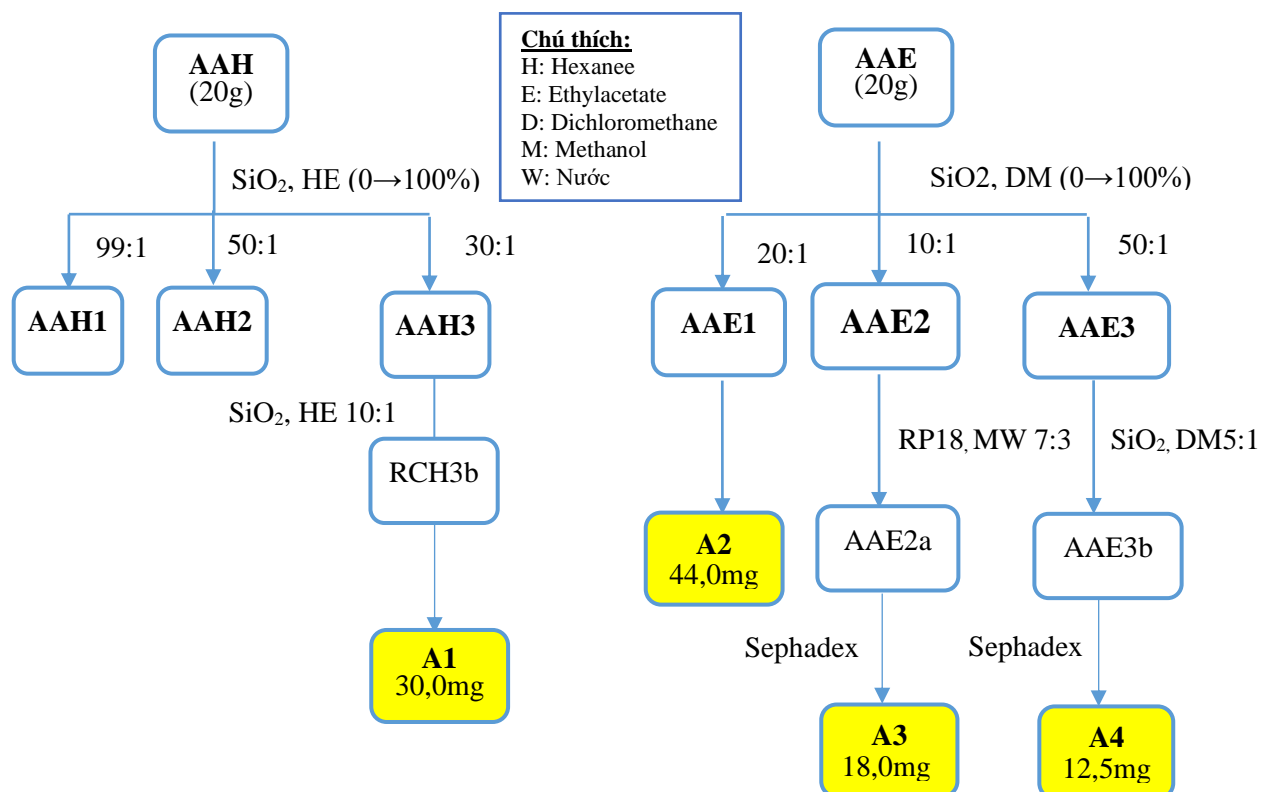 AAH
(20g)
Chú thích:
H: Hexanee
E: Ethylacetate
D: Dichloromethane
M: Methanol
W: Nước
AAE
(20g)
SiO₂, HE (0→100%)
SiO2, DM (0→100%)
99:1
50:1
30:1
20:1
10:1
50:1
AAH1
AAH2
AAH3
AAE1
AAE2
AAE3
SiO₂, HE 10:1
RP18, MW 7:3
SiO₂, DM5:1
RCH3b
A2
44,0mg
AAE2a
AAE3b
Sephadex
Sephadex
A1
30,0mg
A3
18,0mg
A4
12,5mg